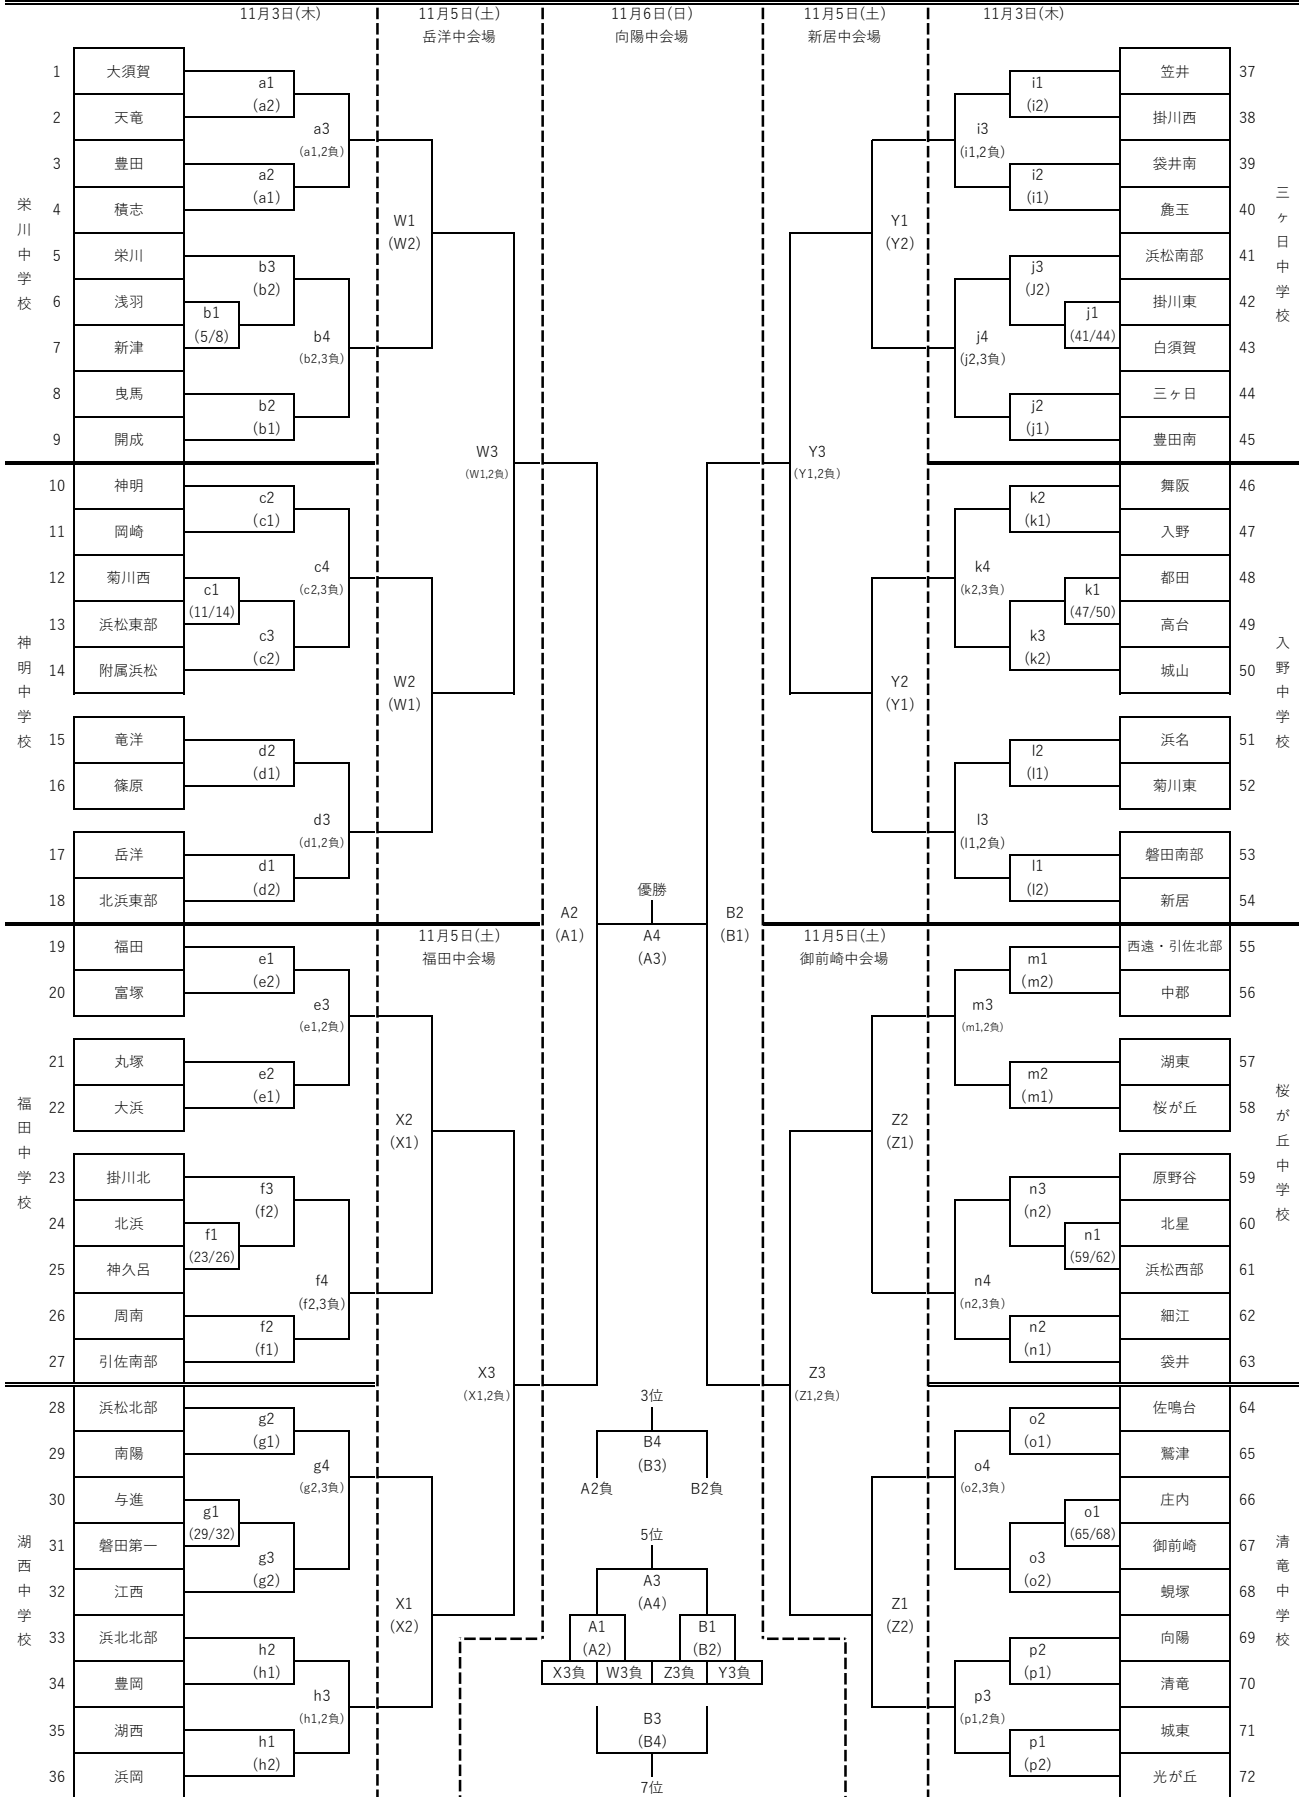 11月3日(木) 11月5日(土) 11月6日(日) 11月5日(土) 11月3日(木)
岳洋中会場 向陽中会場 新居中会場
栄川中学校
1 大須賀
2 天竜
3 豊田
4 積志
5 栄川
6 浅羽
7 新津
8 曳馬
9 開成
a1
(a2)
a2
(a1)
a3
(a1,2負)
b1
(5/8)
b3
(b2)
b2
(b1)
b4
(b2,3負)
神明中学校
10 神明
11 岡崎
12 菊川西
13 浜松東部
14 附属浜松
15 竜洋
16 篠原
17 岳洋
18 北浜東部
c2
(c1)
c1
(11/14)
c3
(c2)
c4
(c2,3負)
d2
(d1)
d1
(d2)
d3
(d1,2負)
W1
(W2)
W2
(W1)
W3
(W1,2負)
福田中学校
19 福田
20 富塚
21 丸塚
22 大浜
23 掛川北
24 北浜
25 神久呂
26 周南
27 引佐南部
e1
(e2)
e2
(e1)
e3
(e1,2負)
f3
(f2)
f1
(23/26)
f2
(f1)
f4
(f2,3負)
湖西中学校
28 浜松北部
29 南陽
30 与進
31 磐田第一
32 江西
33 浜北北部
34 豊岡
35 湖西
36 浜岡
g2
(g1)
g1
(29/32)
g3
(g2)
g4
(g2,3負)
h2
(h1)
h1
(h2)
h3
(h1,2負)
11月5日(土)
福田中会場
X2
(X1)
X1
(X2)
X3
(X1,2負)
A2
(A1)
優勝
A4
(A3)
B2
(B1)
3位
B4
(B3)
A2負 B2負
5位
A3
(A4)
A1
(A2)
B1
(B2)
X3負 W3負 Z3負 Y3負
B3
(B4)
7位
三ヶ日中学校
笠井 37
掛川西 38
袋井南 39
麁玉 40
浜松南部 41
掛川東 42
白須賀 43
三ヶ日 44
豊田南 45
i1
(i2)
i2
(i1)
i3
(i1,2負)
j3
(J2)
j1
(41/44)
j2
(j1)
j4
(j2,3負)
入野中学校
舞阪 46
入野 47
都田 48
高台 49
城山 50
浜名 51
菊川東 52
磐田南部 53
新居 54
k2
(k1)
k1
(47/50)
k3
(k2)
k4
(k2,3負)
l2
(l1)
l1
(l2)
l3
(l1,2負)
Y1
(Y2)
Y2
(Y1)
Y3
(Y1,2負)
11月5日(土)
御前崎中会場
桜が丘中学校
西遠・引佐北部 55
中郡 56
湖東 57
桜が丘 58
原野谷 59
北星 60
浜松西部 61
細江 62
袋井 63
m1
(m2)
m2
(m1)
m3
(m1,2負)
n3
(n2)
n1
(59/62)
n2
(n1)
n4
(n2,3負)
清竜中学校
佐鳴台 64
鷲津 65
庄内 66
御前崎 67
蜆塚 68
向陽 69
清竜 70
城東 71
光が丘 72
o2
(o1)
o1
(65/68)
o3
(o2)
o4
(o2,3負)
p2
(p1)
p1
(p2)
p3
(p1,2負)
Z2
(Z1)
Z1
(Z2)
Z3
(Z1,2負)